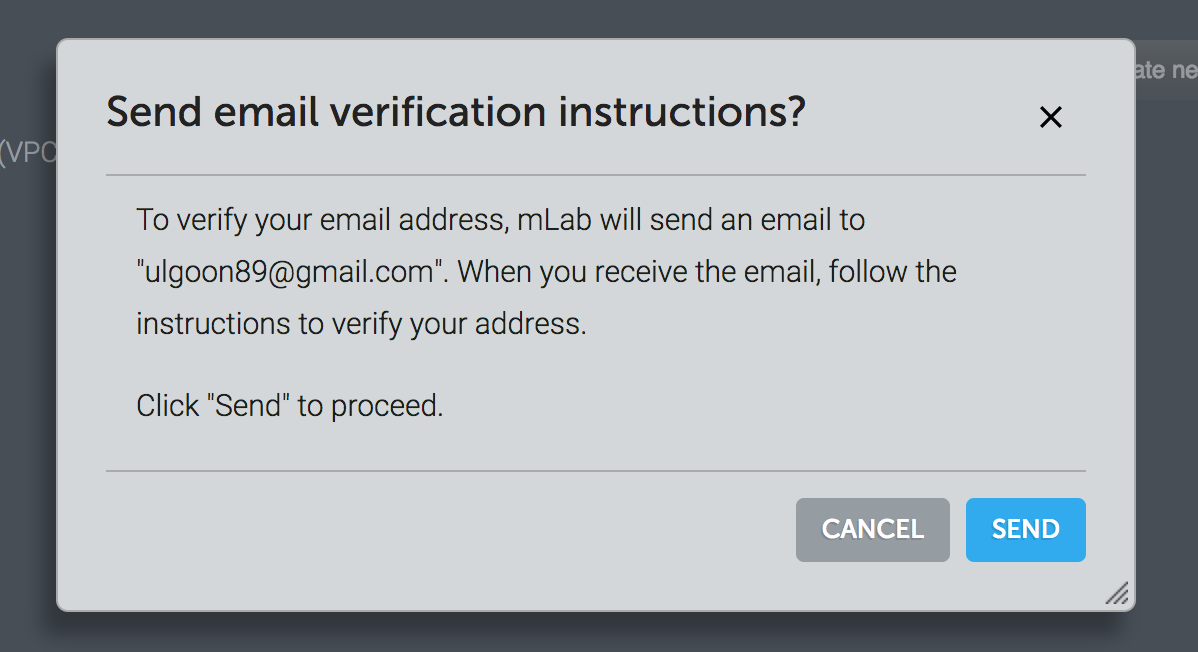 Send email verification instructions?
ate ne
(VPC
To verify your email address, mLab will send an email to
"ulgoon89@gmail.com". When you receive the email, follow the
instructions to verify your address.
Click "Send" to proceed.
CANCEL
SEND